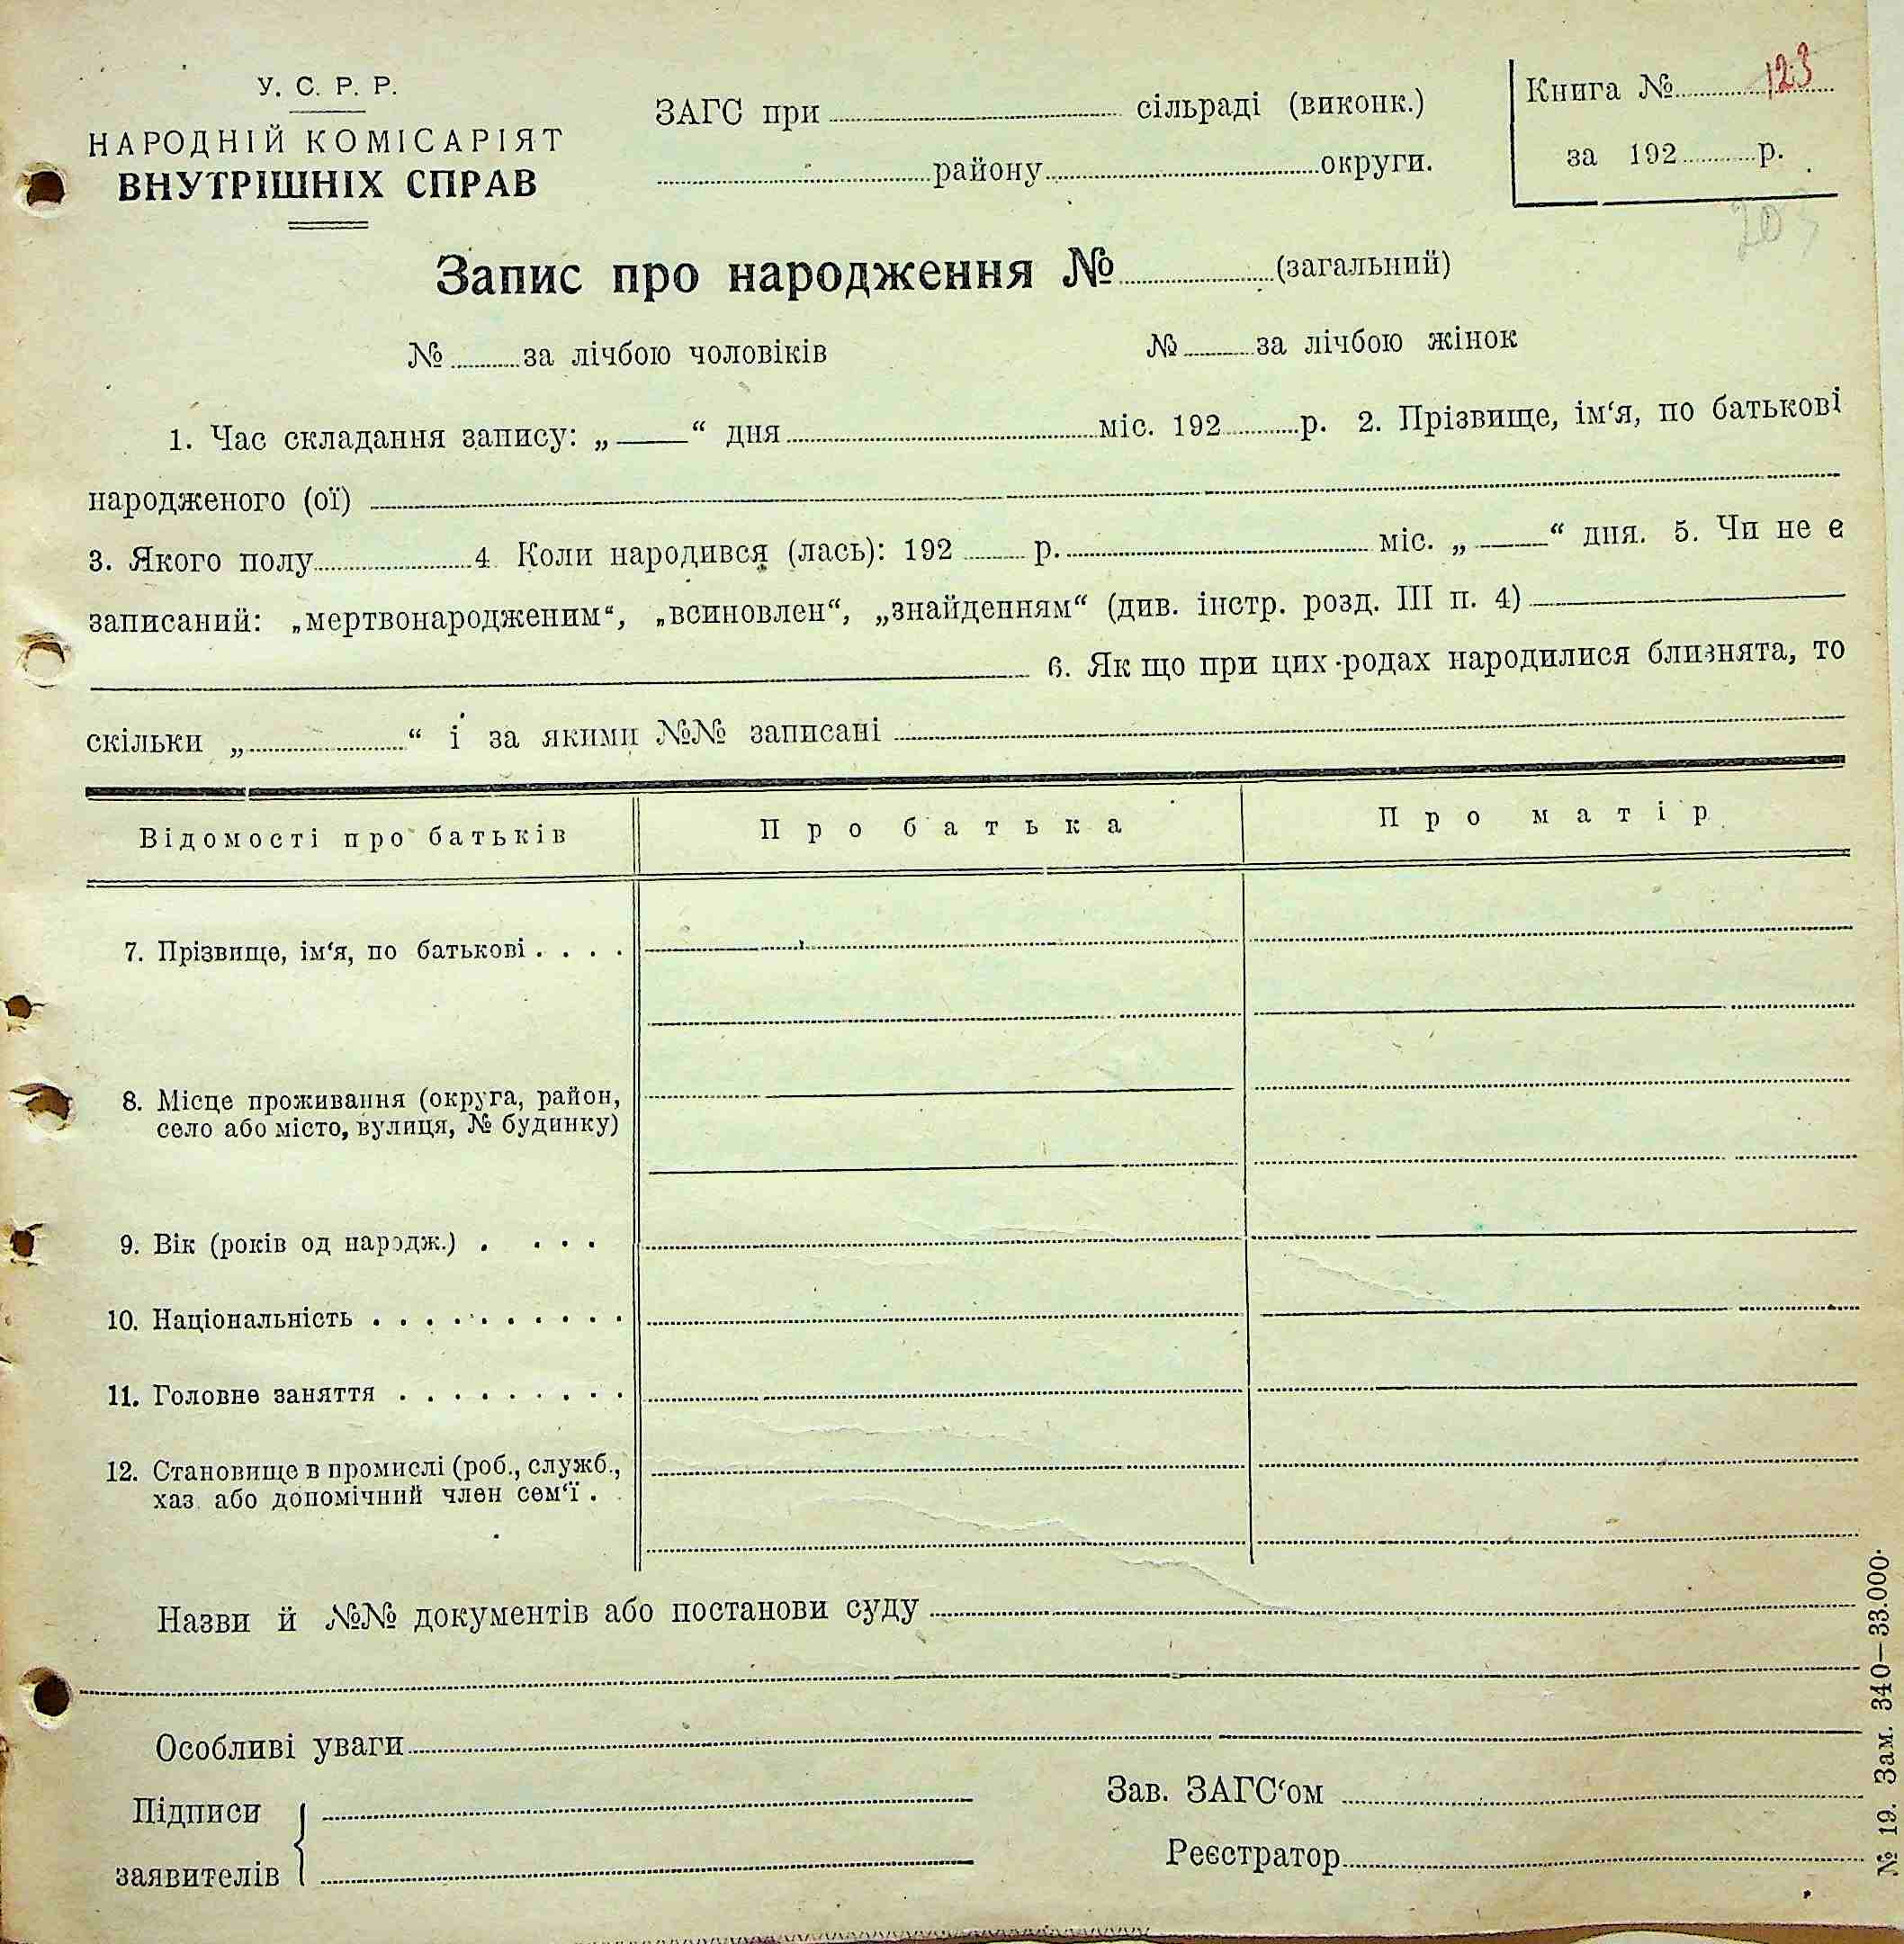 У. С. Р. Р.
НАРОДНІЙ КОМІСАРІЯТ
ВНУТРІШНІХ СПРАВ
ЗАГС при сільраді (виконк.)
району округи.
Книга № 123
за 192 р.
Запис про народження № (загальний)
№ за лічбою чоловіків № за лічбою жінок
1. Час складання запису: „ “ дня міс. 192 р. 2. Прізвище, ім‘я, по батькові
народженого (ої)
3. Якого полу 4 Коли народився (лась): 192 р. міс. „ “ дня. 5. Чи не є
записаний: „мертвонародженим“, „всиновлен“, „знайденням“ (див. інстр. розд. III п. 4)
6. Як що при цих родах народилися близнята, то
скільки „ “ і за якими №№ записані
Відомості про батьків Про батька Про матір
7. Прізвище, ім‘я, по батькові . . . .
8. Місце проживання (округа, район,
село або місто, вулиця, № будинку)
9. Вік (років од народж.) . . . .
10. Національність . . . . . . . . . .
11. Головне заняття . . . . . . . . .
12. Становище в промислі (роб., служб.,
хаз. або допомічний член сем‘ї .
Назви й №№ документів або постанови суду
Особливі уваги
Підписи
заявителів
Зав. ЗАГС‘ом
Реєстратор
№ 19. Зам. 340—33.000.